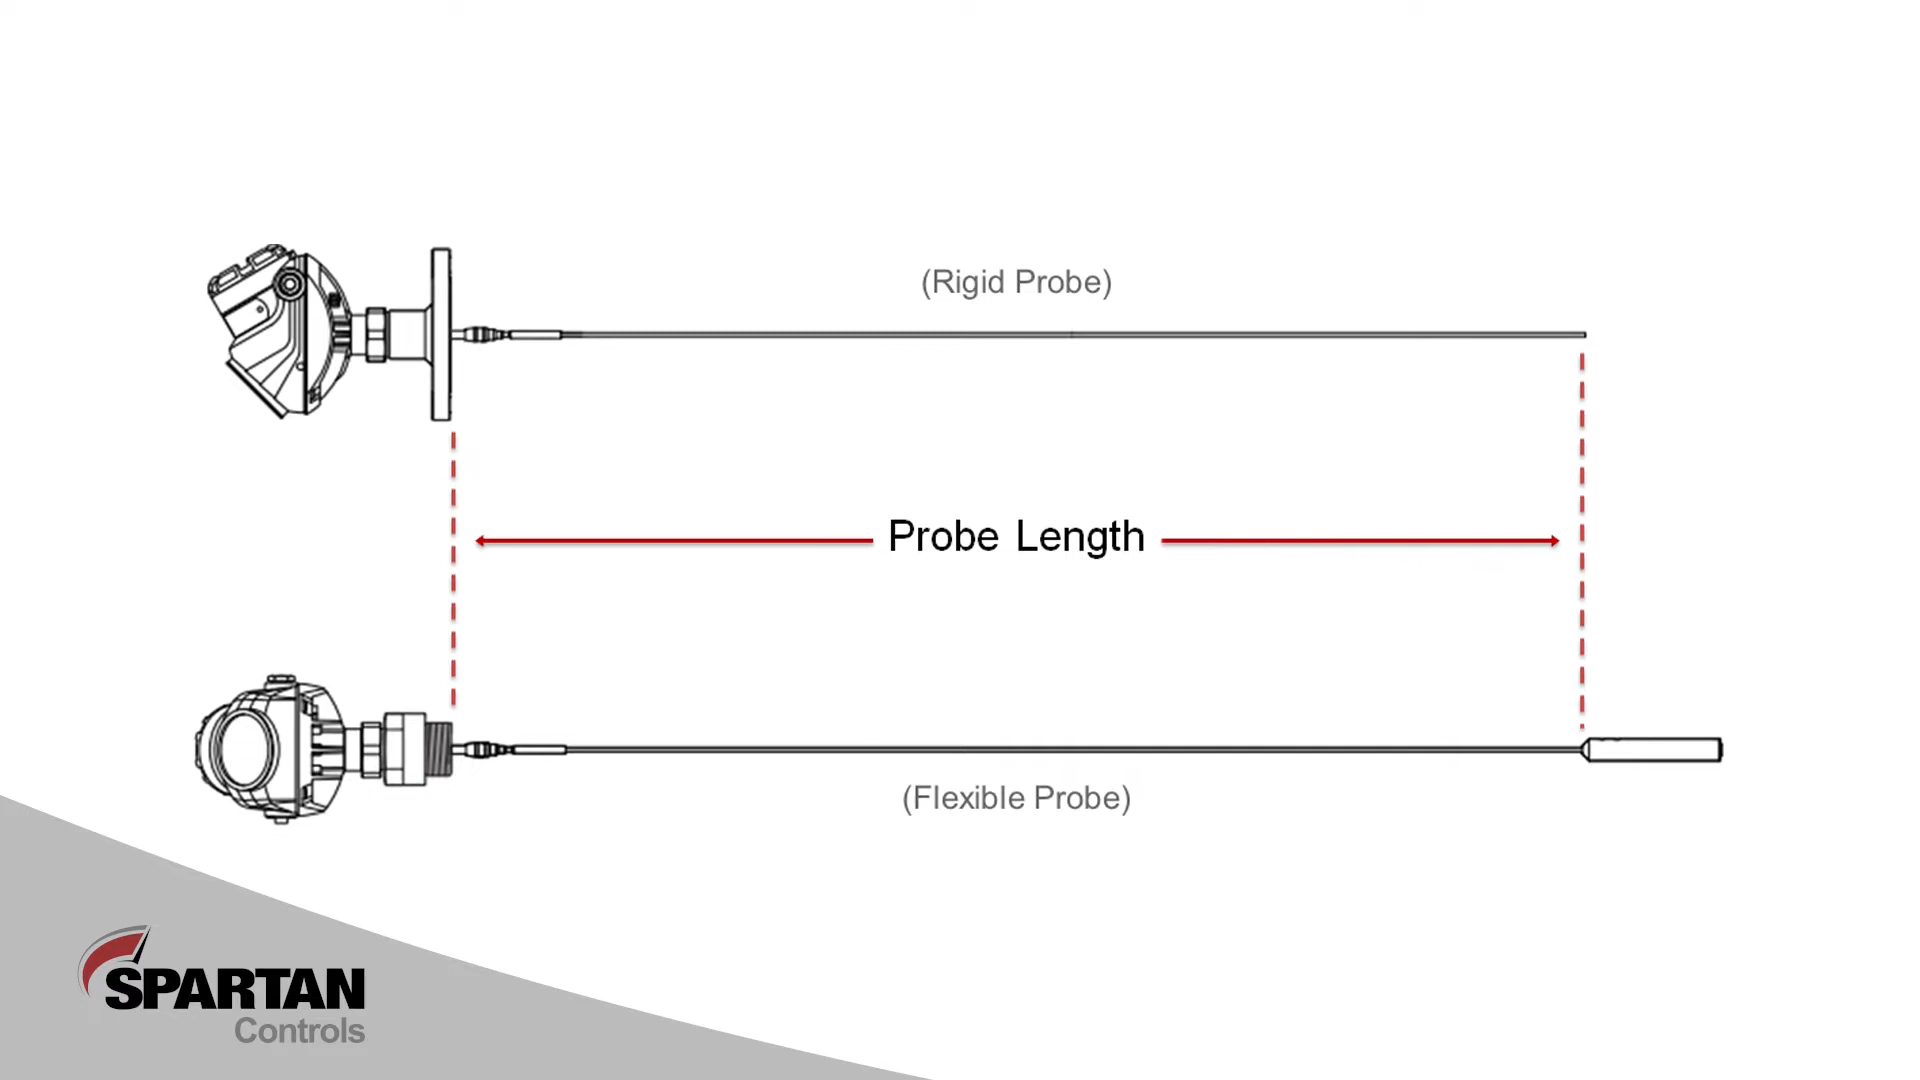 (Rigid Probe)
Probe Length
(Flexible Probe)
SPARTAN
Controls